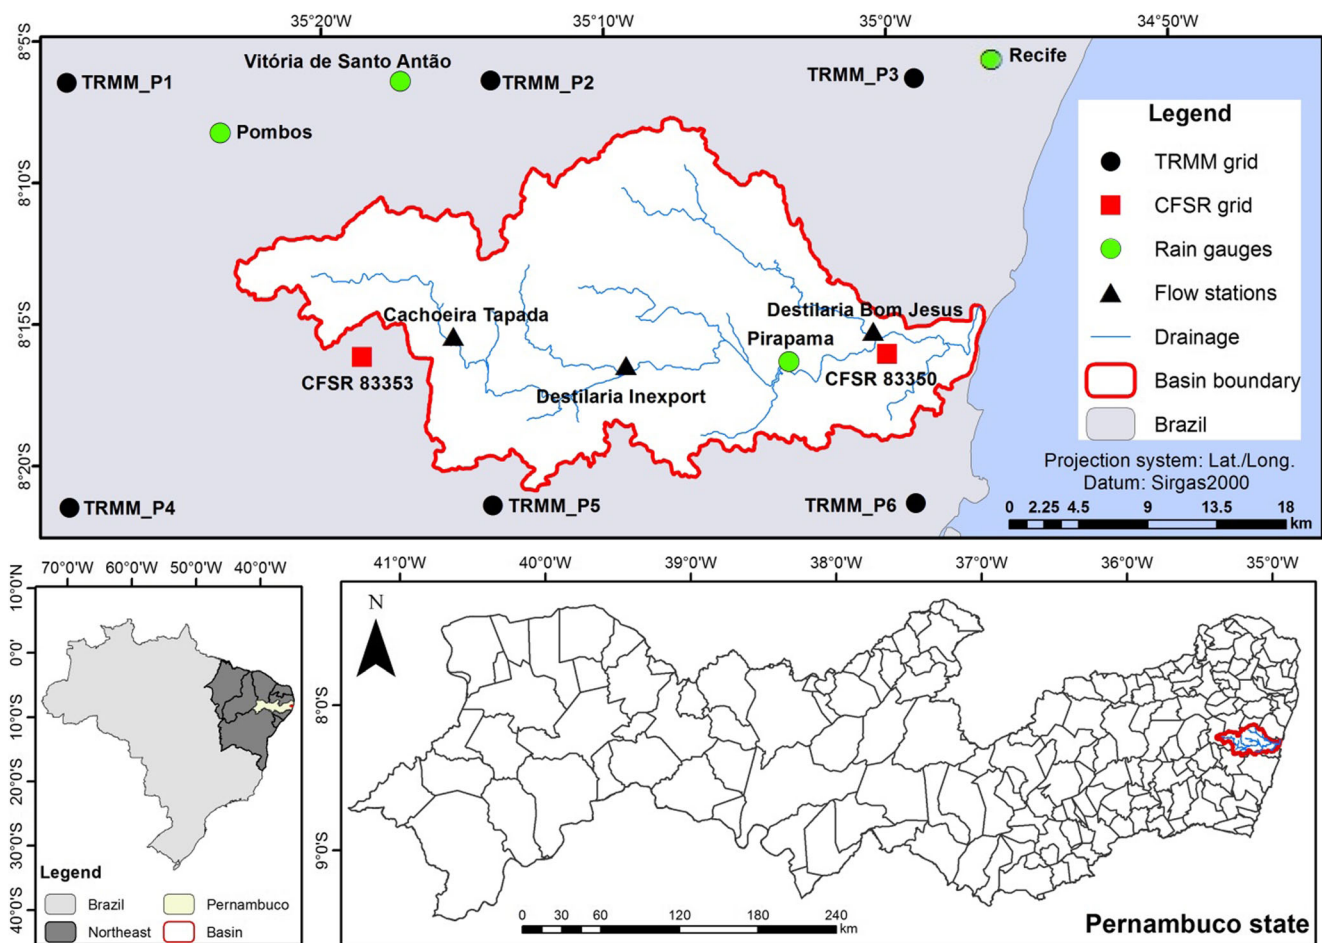 35°20'W 35°10'W 35°0'W 34°50'W
8°5'S
8°10'S
8°15'S
8°20'S
Vitória de Santo Antão
Recife
TRMM_P1
TRMM_P2
TRMM_P3
Pombos
Cachoeira Tapada
Destilaria Bom Jesus
Pirapama
CFSR 83353
CFSR 83350
Destilaria Inexport
TRMM_P4
TRMM_P5
TRMM_P6
Legend
TRMM grid
CFSR grid
Rain gauges
Flow stations
Drainage
Basin boundary
Brazil
Projection system: Lat./Long.
Datum: Sirgas2000
0 2.25 4.5 9 13.5 18
km
70°0'W 60°0'W 50°0'W 40°0'W
10°0'N
0°0'
10°0'S
20°0'S
30°0'S
40°0'S
Legend
Brazil
Pernambuco
Northeast
Basin
41°0'W 40°0'W 39°0'W 38°0'W 37°0'W 36°0'W 35°0'W
N
8°0'S
9°0'S
0 30 60 120 180 240
km
Pernambuco state